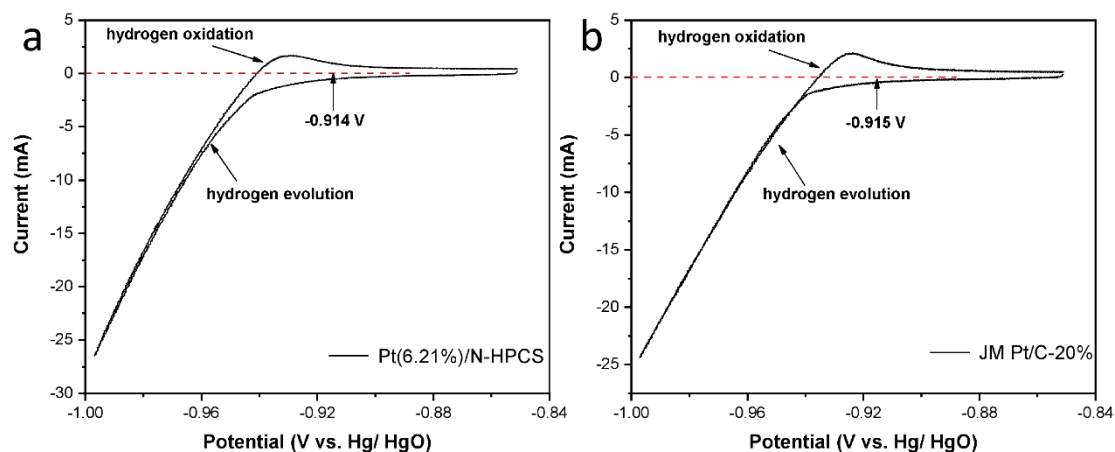 a
5
0
-5
-10
-15
-20
-25
-30
Current (mA)
hydrogen oxidation
-0.914 V
hydrogen evolution
Pt(6.21%)/N-HPCS
-1.00
-0.96
-0.92
-0.88
-0.84
Potential (V vs. Hg/ HgO)
b
5
0
-5
-10
-15
-20
-25
Current (mA)
hydrogen oxidation
-0.915 V
hydrogen evolution
JM Pt/C-20%
-1.00
-0.96
-0.92
-0.88
-0.84
Potential (V vs. Hg/ HgO)